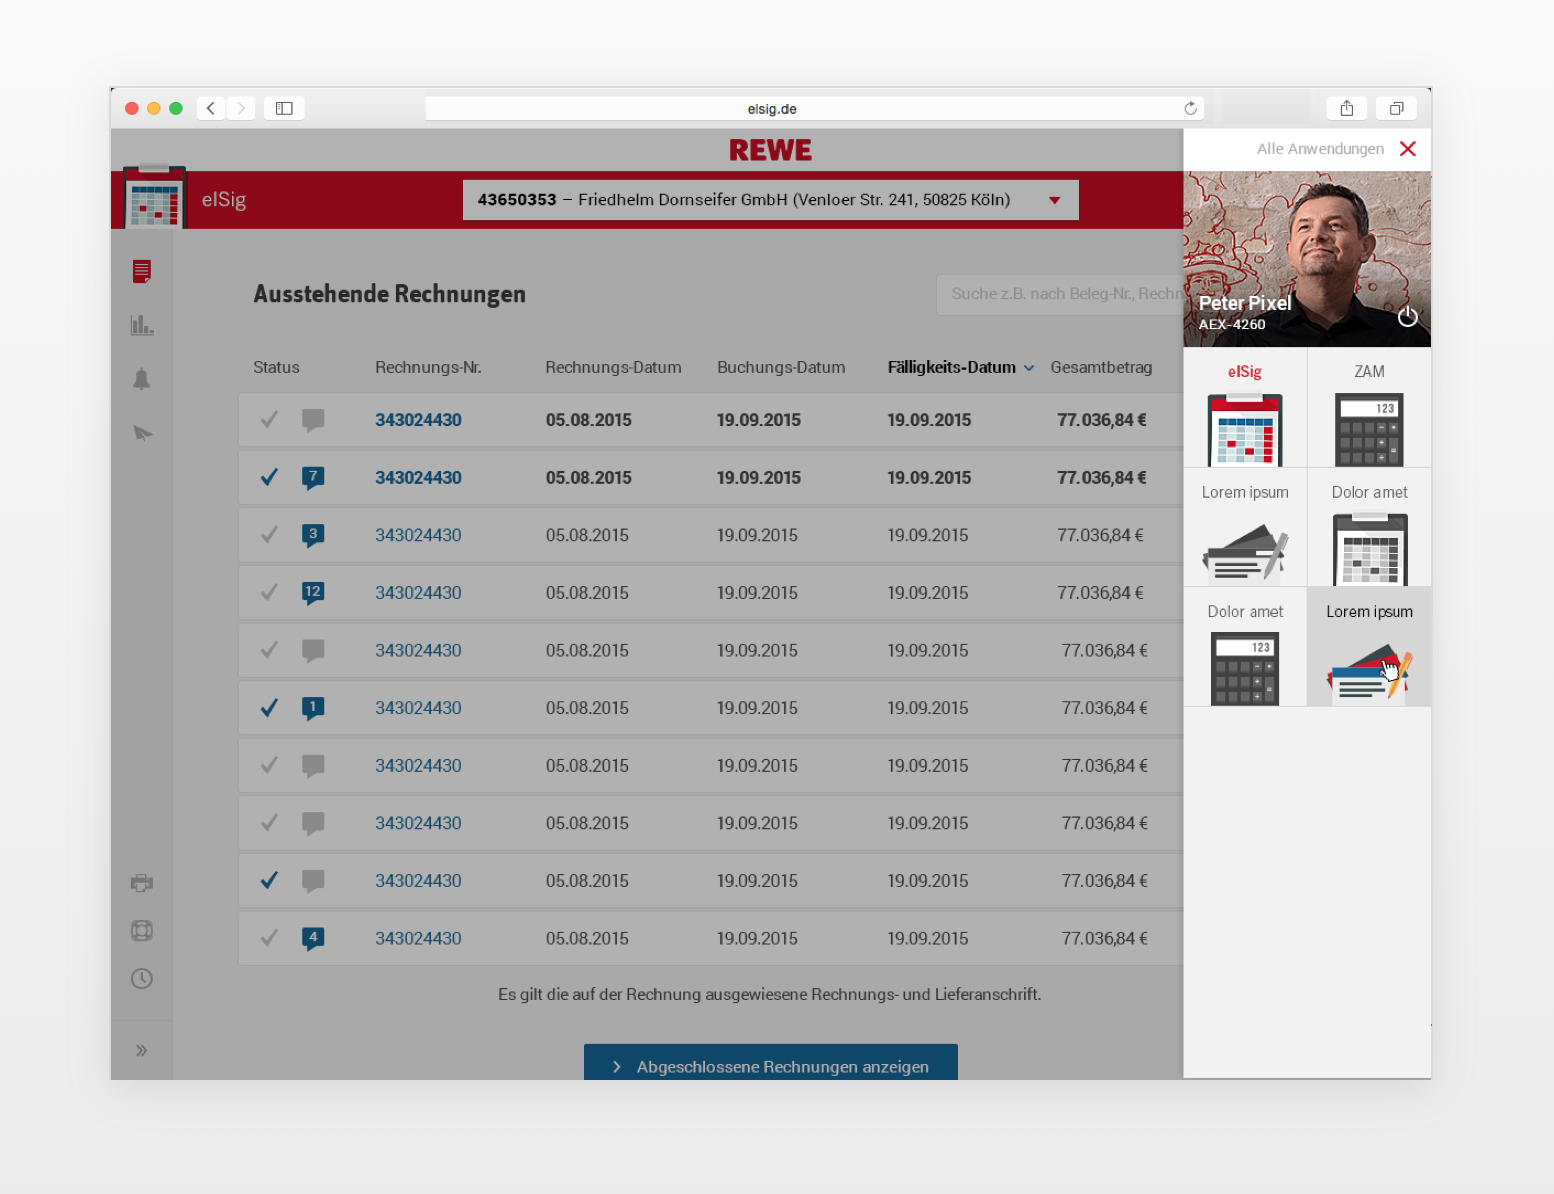 elsig.de
REWE
Alle Anwendungen
elSig
43650353 – Friedhelm Dornseifer GmbH (Venloer Str. 241, 50825 Köln)
Peter Pixel
AEX-4260
Ausstehende Rechnungen
Suche z.B. nach Beleg-Nr., Rechn
Status Rechnungs-Nr. Rechnungs-Datum Buchungs-Datum Fälligkeits-Datum Gesamtbetrag
343024430 05.08.2015 19.09.2015 19.09.2015 77.036,84 €
7 343024430 05.08.2015 19.09.2015 19.09.2015 77.036,84 €
3 343024430 05.08.2015 19.09.2015 19.09.2015 77.036,84 €
12 343024430 05.08.2015 19.09.2015 19.09.2015 77.036,84 €
343024430 05.08.2015 19.09.2015 19.09.2015 77.036,84 €
1 343024430 05.08.2015 19.09.2015 19.09.2015 77.036,84 €
343024430 05.08.2015 19.09.2015 19.09.2015 77.036,84 €
343024430 05.08.2015 19.09.2015 19.09.2015 77.036,84 €
343024430 05.08.2015 19.09.2015 19.09.2015 77.036,84 €
4 343024430 05.08.2015 19.09.2015 19.09.2015 77.036,84 €
Es gilt die auf der Rechnung ausgewiesene Rechnungs- und Lieferanschrift.
Abgeschlossene Rechnungen anzeigen
elSig ZAM
123
Lorem ipsum Dolor amet
Dolor amet Lorem ipsum
123